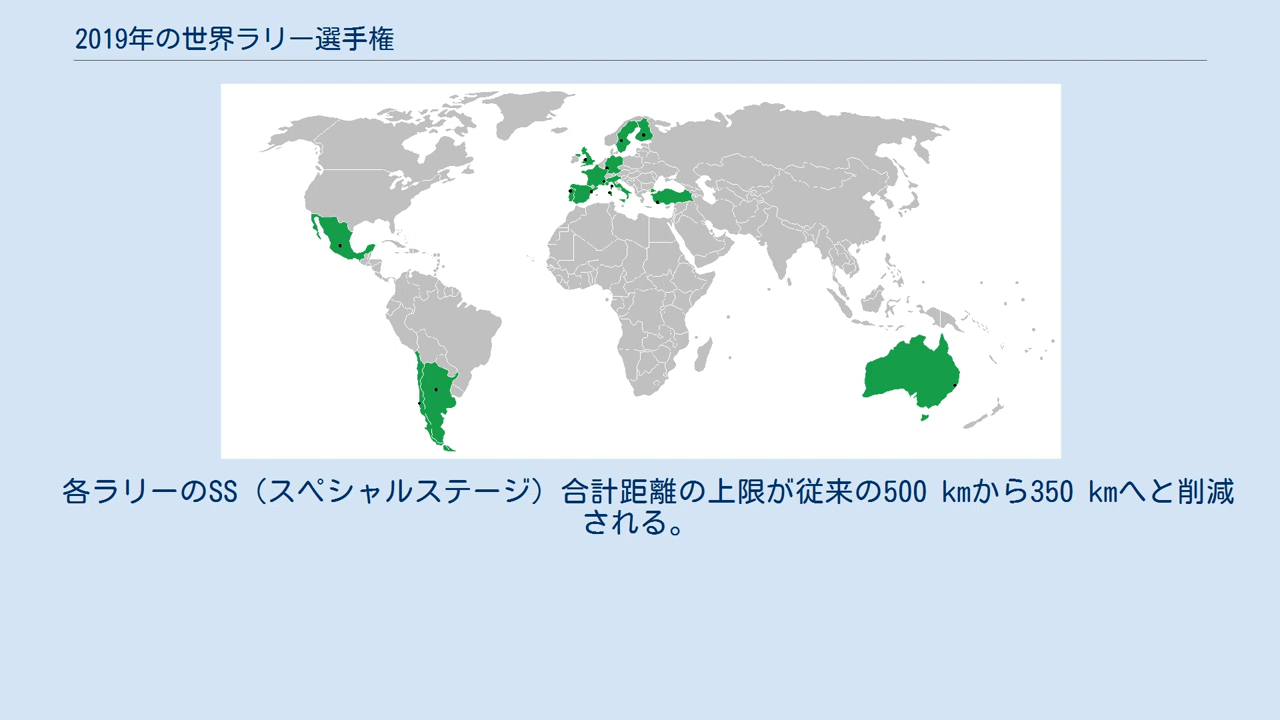 2019年の世界ラリー選手権
各ラリーのSS（スペシャルステージ）合計距離の上限が従来の500 kmから350 kmへと削減
される。